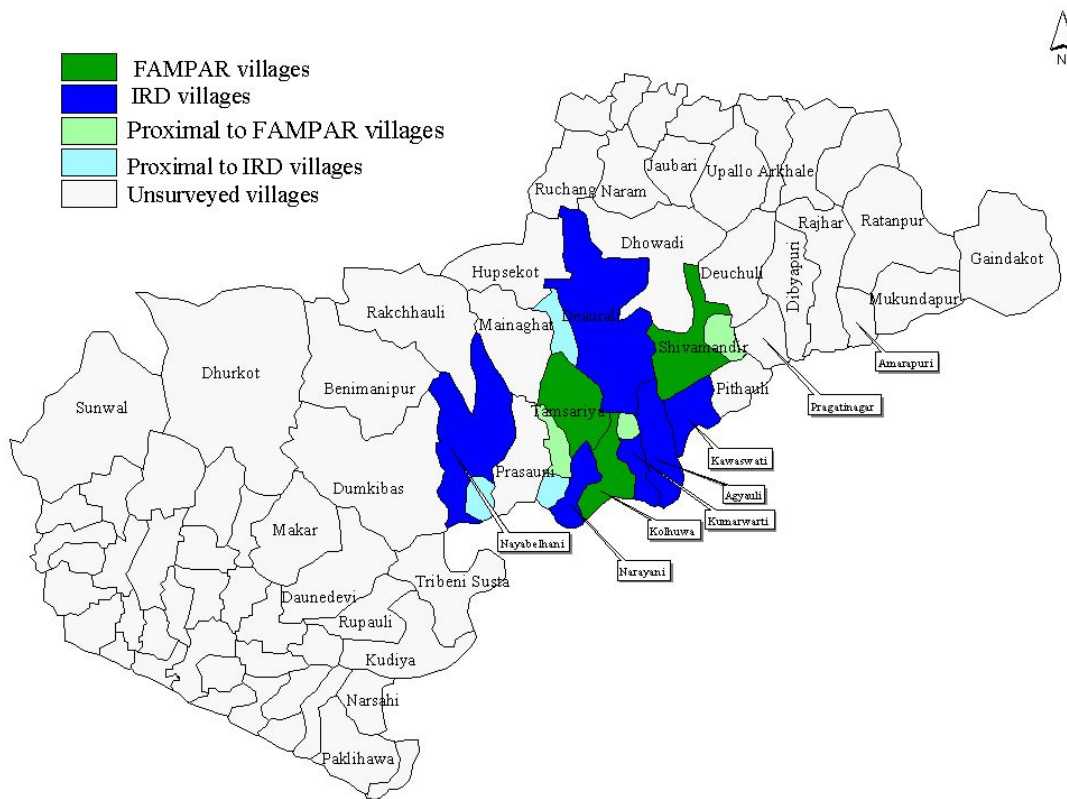 N
FAMPAR villages
IRD villages
Proximal to FAMPAR villages
Proximal to IRD villages
Unsurveyed villages
Jaubari
Upallo Arkhale
Ruchang
Naram
Rajhar
Ratanpur
Dhowadi
Gaindakot
Hupsekot
Deuchuli
Dibyapuri
Mukundapur
Rakchhauli
Mainaghat
Deaurali
Shivamandir
Amarapuri
Dhurkot
Benimanipur
Pithauli
Pragatinagar
Sunwal
Tamsariya
Kawaswati
Prasauni
Dumkibas
Agyauli
Kumarwarti
Makar
Nayabelhani
Kolhuwa
Narayani
Tribeni Susta
Daunedevi
Rupauli
Kudiya
Narsahi
Paklihawa